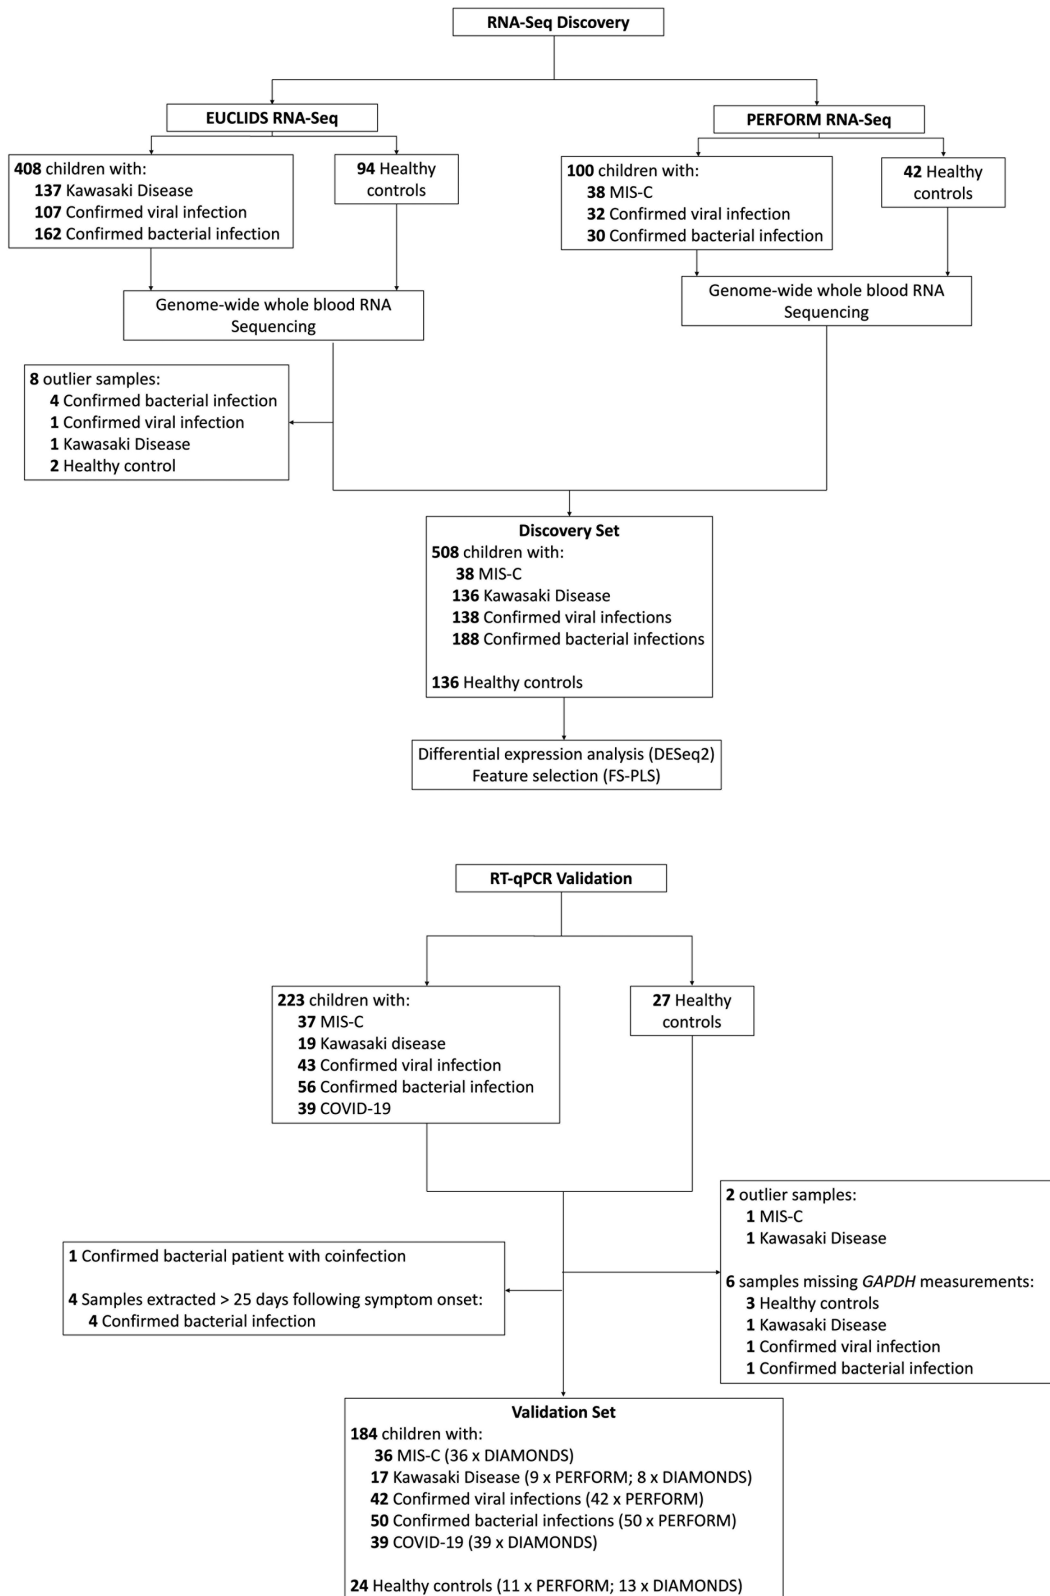 RNA-Seq Discovery
EUCLIDS RNA-Seq
PERFORM RNA-Seq
408 children with:
137 Kawasaki Disease
107 Confirmed viral infection
162 Confirmed bacterial infection
94 Healthy
controls
100 children with:
38 MIS-C
32 Confirmed viral infection
30 Confirmed bacterial infection
42 Healthy
controls
Genome-wide whole blood RNA
Sequencing
Genome-wide whole blood RNA
Sequencing
8 outlier samples:
4 Confirmed bacterial infection
1 Confirmed viral infection
1 Kawasaki Disease
2 Healthy control
Discovery Set
508 children with:
38 MIS-C
136 Kawasaki Disease
138 Confirmed viral infections
188 Confirmed bacterial infections
136 Healthy controls
Differential expression analysis (DESeq2)
Feature selection (FS-PLS)
RT-qPCR Validation
223 children with:
37 MIS-C
19 Kawasaki disease
43 Confirmed viral infection
56 Confirmed bacterial infection
39 COVID-19
27 Healthy
controls
1 Confirmed bacterial patient with coinfection
4 Samples extracted > 25 days following symptom onset:
4 Confirmed bacterial infection
2 outlier samples:
1 MIS-C
1 Kawasaki Disease
6 samples missing GAPDH measurements:
3 Healthy controls
1 Kawasaki Disease
1 Confirmed viral infection
1 Confirmed bacterial infection
Validation Set
184 children with:
36 MIS-C (36 x DIAMONDS)
17 Kawasaki Disease (9 x PERFORM; 8 x DIAMONDS)
42 Confirmed viral infections (42 x PERFORM)
50 Confirmed bacterial infections (50 x PERFORM)
39 COVID-19 (39 x DIAMONDS)
24 Healthy controls (11 x PERFORM; 13 x DIAMONDS)